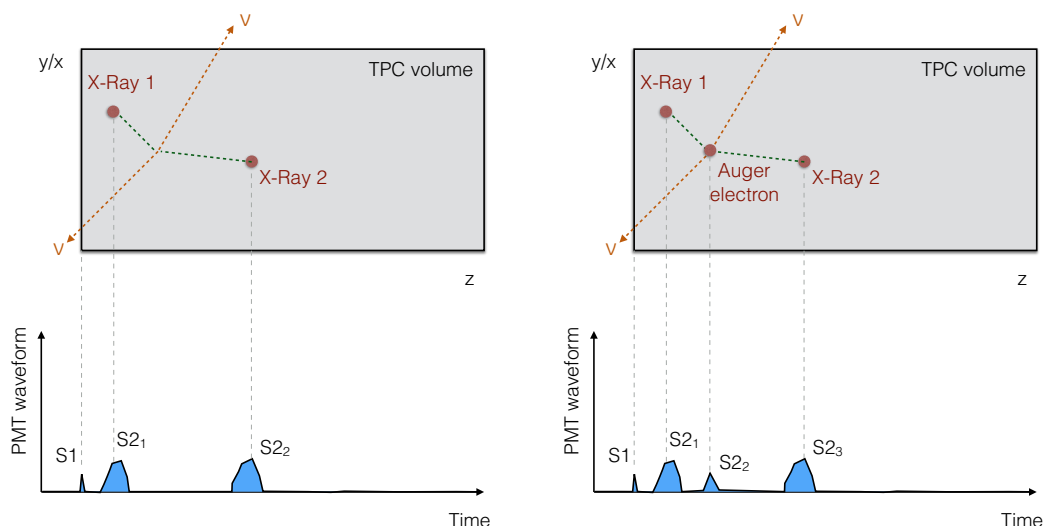 ν
y/x
TPC volume
X-Ray 1
X-Ray 2
ν
z
PMT waveform
S1
S2₁
S2₂
Time
ν
y/x
TPC volume
X-Ray 1
Auger
electron
X-Ray 2
ν
z
PMT waveform
S1
S2₁
S2₂
S2₃
Time